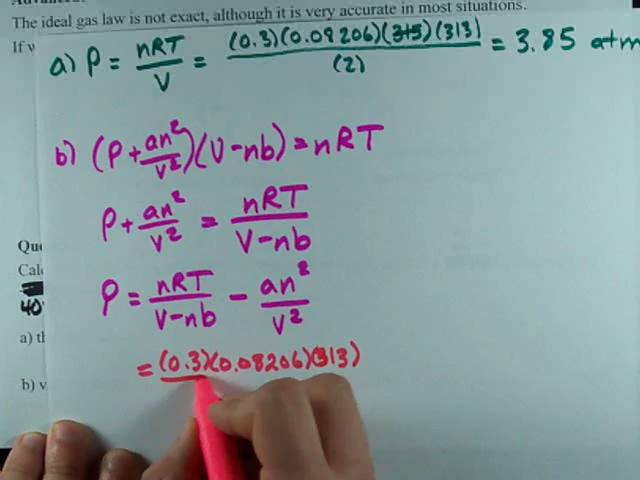 The ideal gas law is not exact, although it is very accurate in most situations.
If
a) P = nRT/V = (0.3)(0.08206)(315)(313)/(2) = 3.85 atm
b) (P + an²/v²)(V-nb) = nRT
P + an²/v² = nRT/V-nb
P = nRT/V-nb - an²/v²
= (0.3)(0.08206)(313)
Calc
40
a) th
b) v